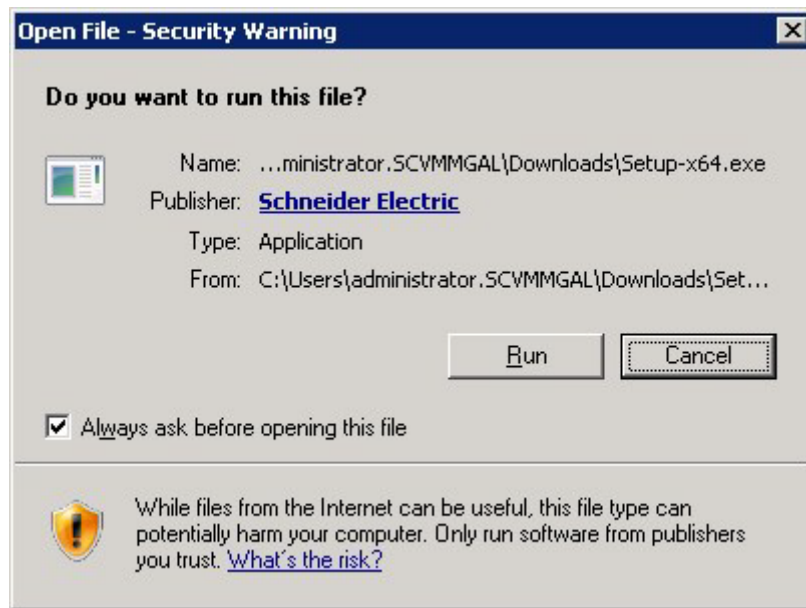 Open File - Security Warning
Do you want to run this file?
Name: ...ministrator.SCVMMGAL\Downloads\Setup-x64.exe
Publisher: Schneider Electric
Type: Application
From: C:\Users\administrator.SCVMMGAL\Downloads\Set...
Run Cancel
Always ask before opening this file
While files from the Internet can be useful, this file type can
potentially harm your computer. Only run software from publishers
you trust. What's the risk?